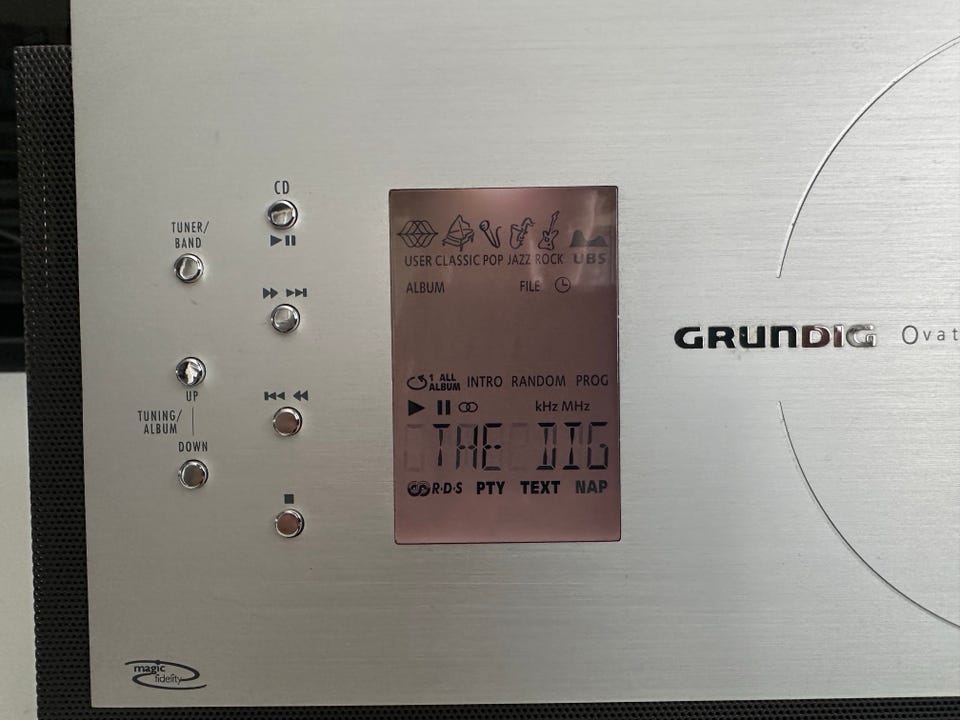 CD
TUNER/
BAND
UP
TUNING/
ALBUM
DOWN
USER CLASSIC POP JAZZ ROCK UBS
ALBUM FILE
1 ALL
ALBUM INTRO RANDOM PROG
kHz MHz
THE DIG
R·D·S PTY TEXT NAP
GRUNDIG Ovat
magic
fidelity